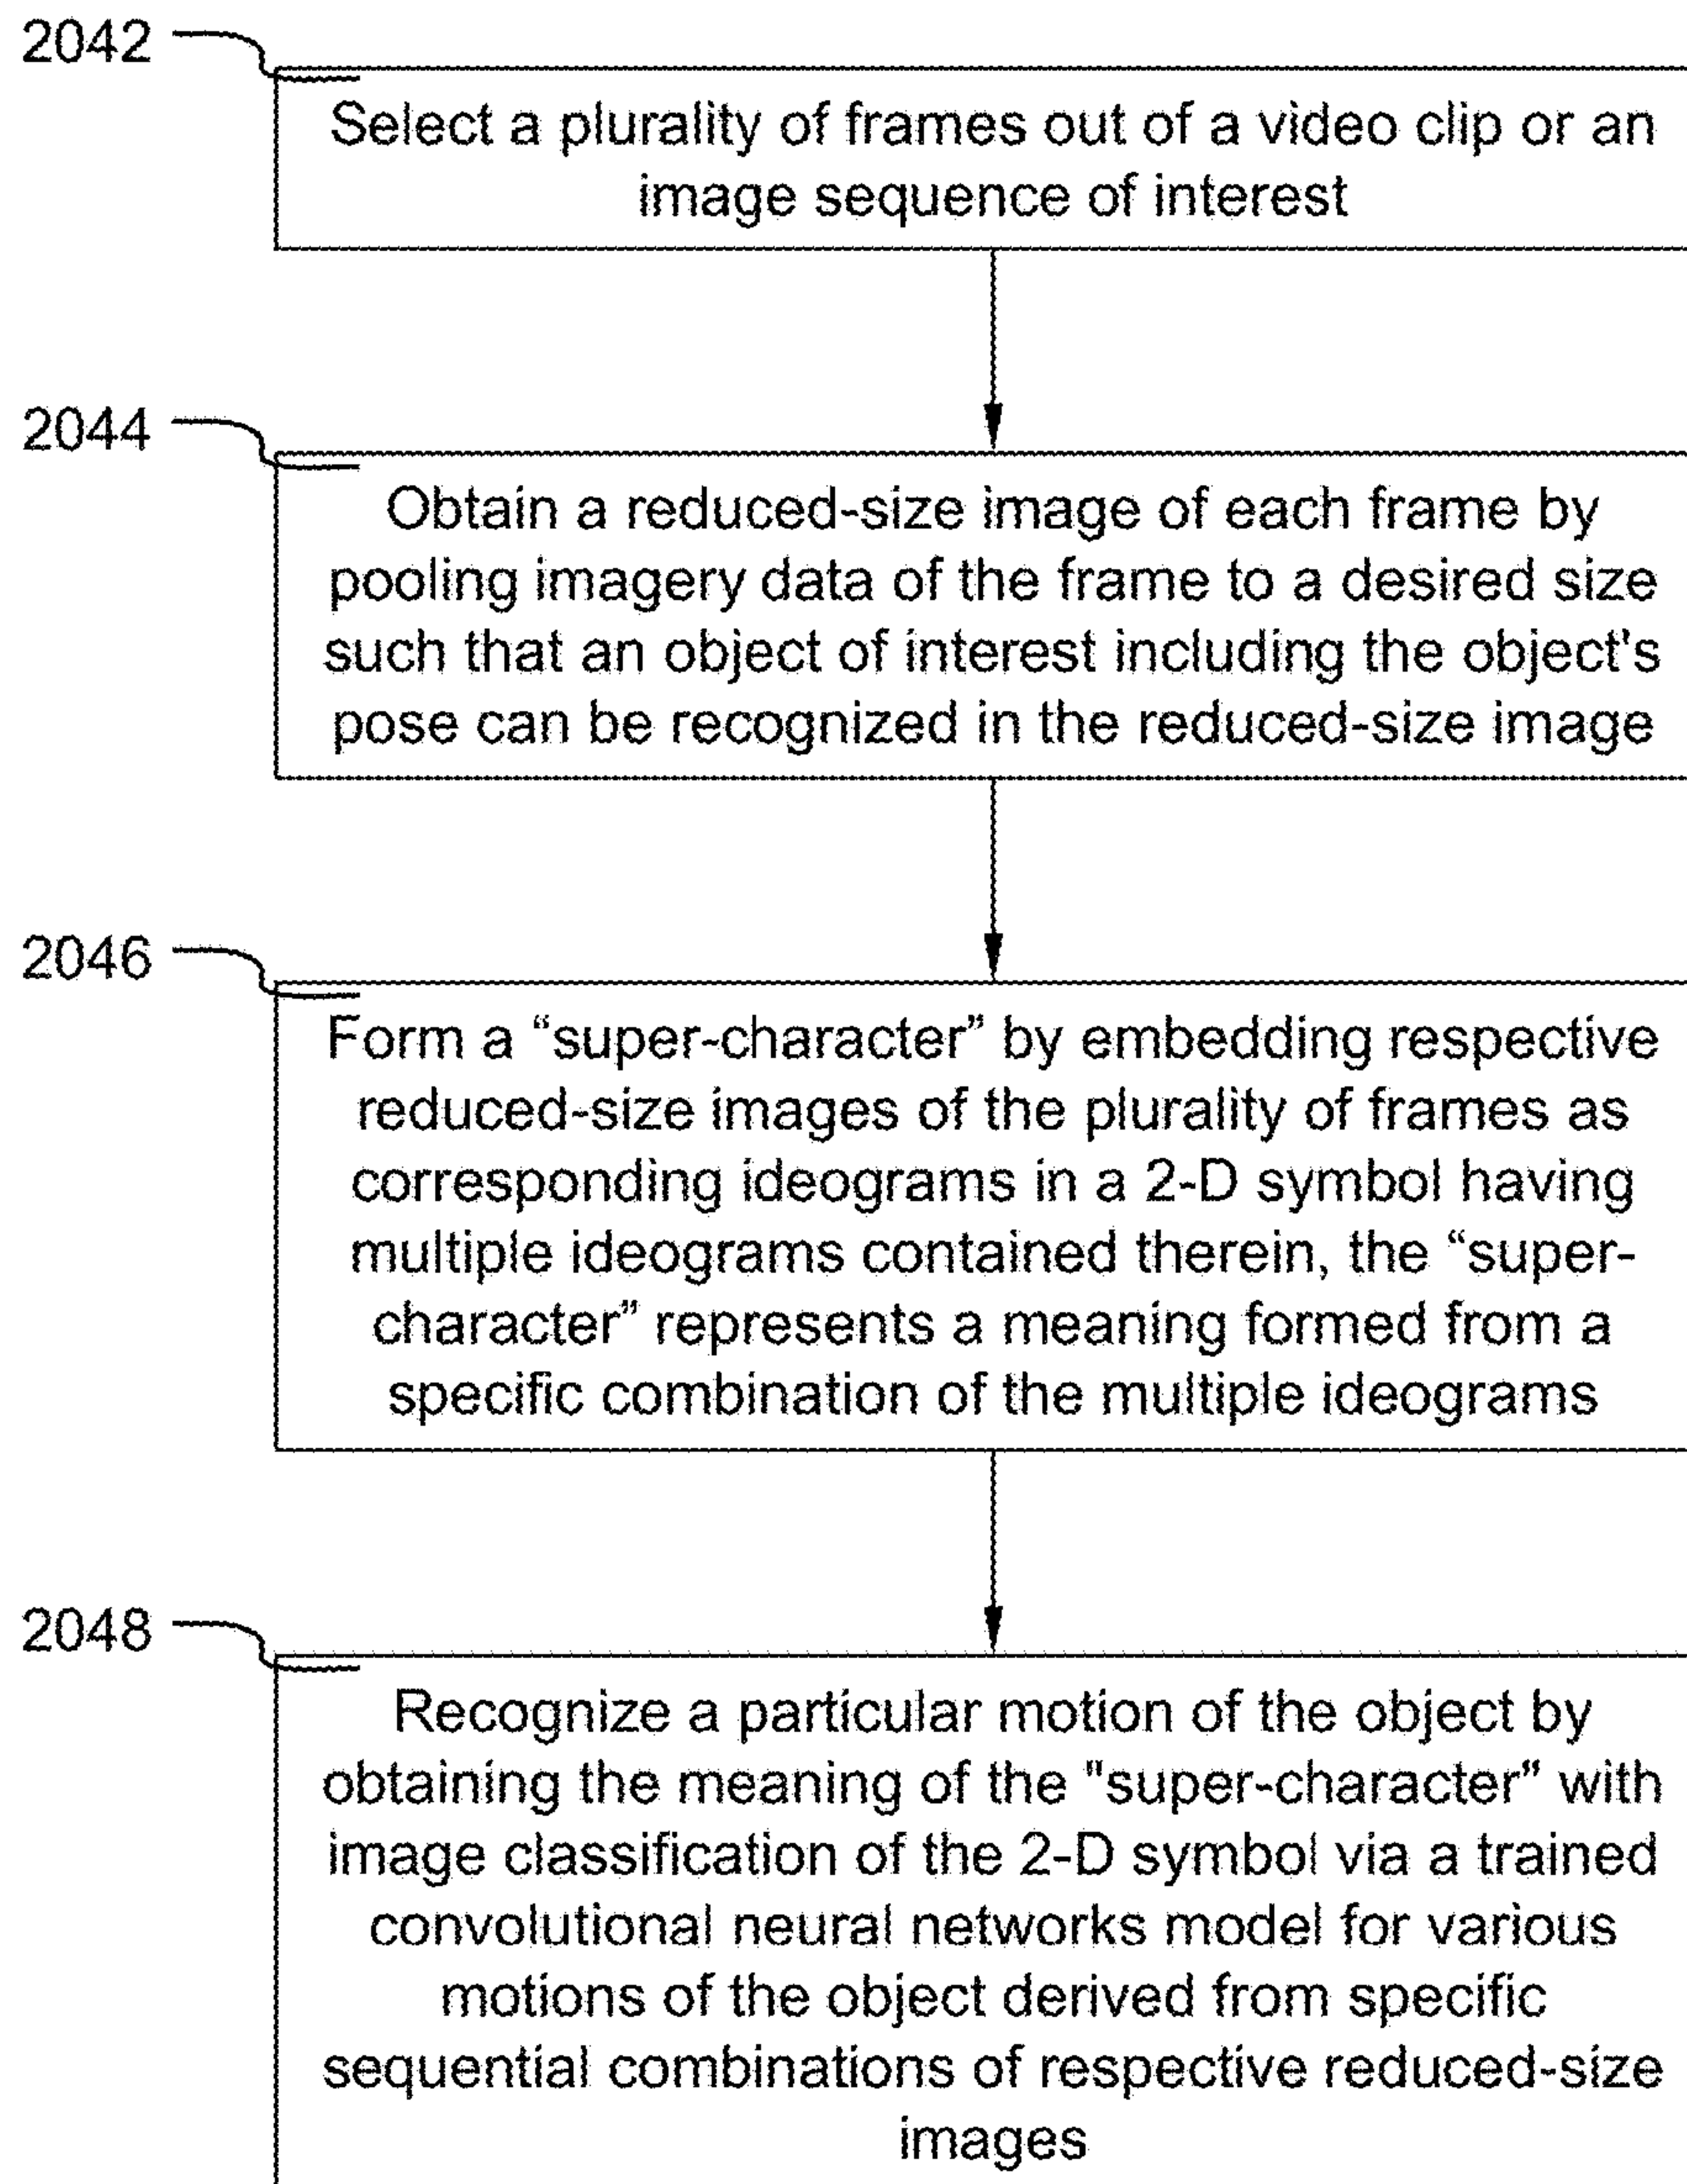 2042
Select a plurality of frames out of a video clip or an
image sequence of interest
2044
Obtain a reduced-size image of each frame by
pooling imagery data of the frame to a desired size
such that an object of interest including the object's
pose can be recognized in the reduced-size image
2046
Form a “super-character” by embedding respective
reduced-size images of the plurality of frames as
corresponding ideograms in a 2-D symbol having
multiple ideograms contained therein, the “super-
character” represents a meaning formed from a
specific combination of the multiple ideograms
2048
Recognize a particular motion of the object by
obtaining the meaning of the "super-character” with
image classification of the 2-D symbol via a trained
convolutional neural networks model for various
motions of the object derived from specific
sequential combinations of respective reduced-size
images